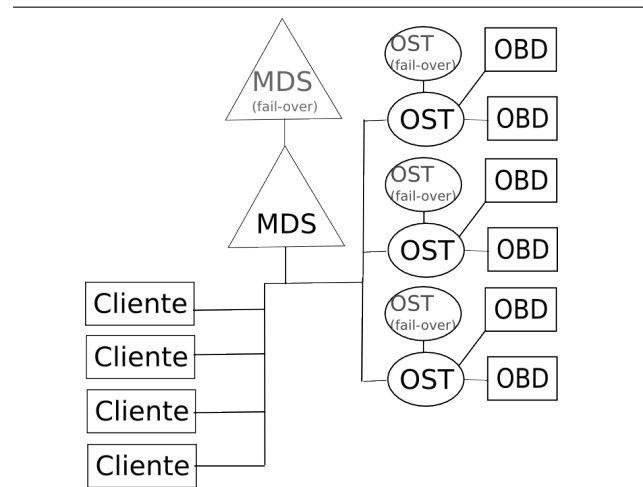 MDS
(fail-over)
MDS
OST
(fail-over)
OBD
OST
OBD
OST
(fail-over)
OBD
OST
OBD
OST
(fail-over)
OBD
OST
OBD
Cliente
Cliente
Cliente
Cliente